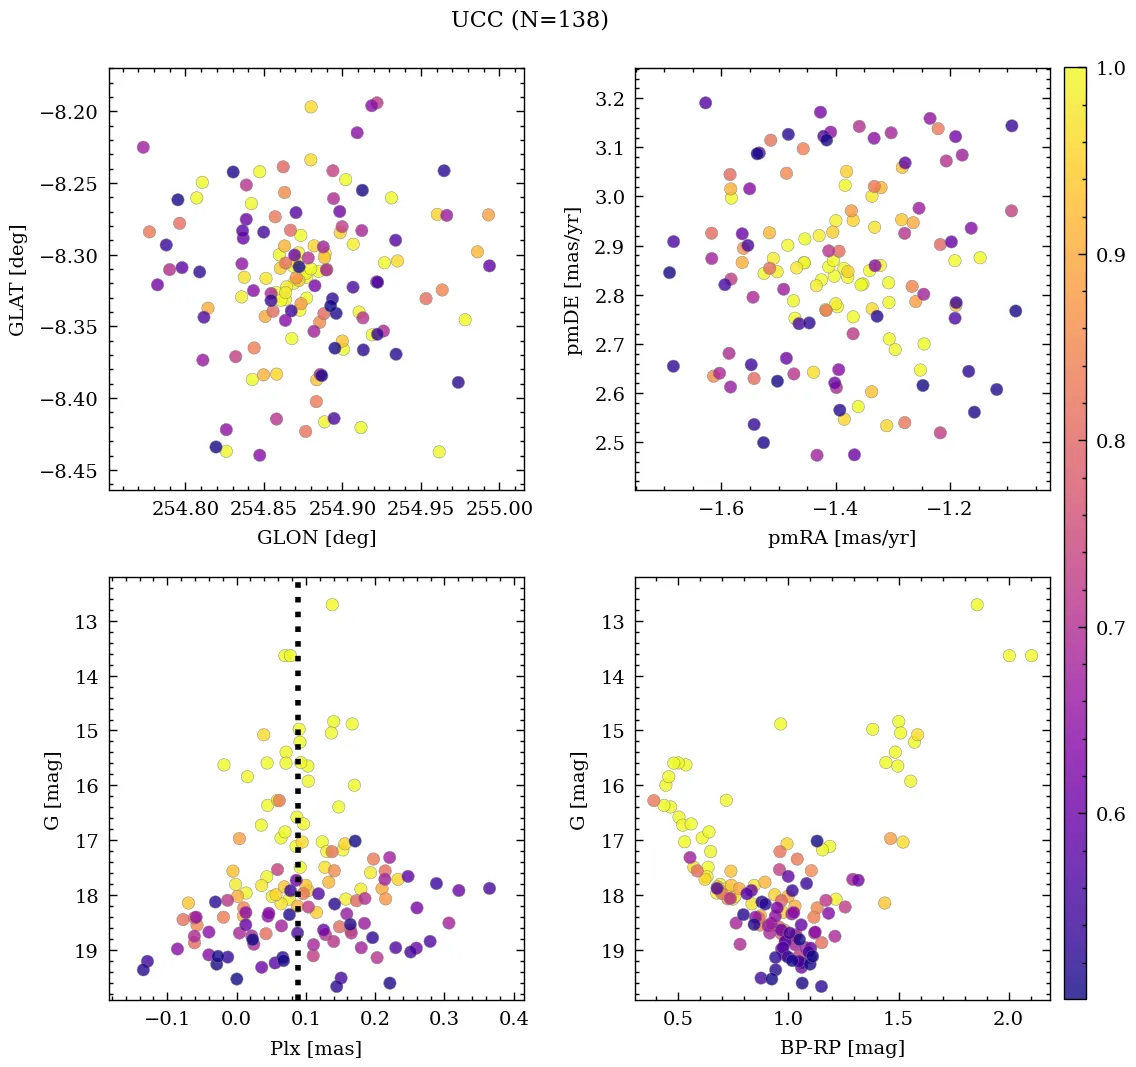 UCC (N=138)
−8.20
−8.25
−8.30
−8.35
−8.40
−8.45
GLAT [deg]
254.80 254.85 254.90 254.95 255.00
GLON [deg]
3.2
3.1
3.0
2.9
2.8
2.7
2.6
2.5
pmDE [mas/yr]
−1.6 −1.4 −1.2
pmRA [mas/yr]
1.0
0.9
0.8
0.7
0.6
13
14
15
16
17
18
19
G [mag]
−0.1 0.0 0.1 0.2 0.3 0.4
Plx [mas]
13
14
15
16
17
18
19
G [mag]
0.5 1.0 1.5 2.0
BP-RP [mag]